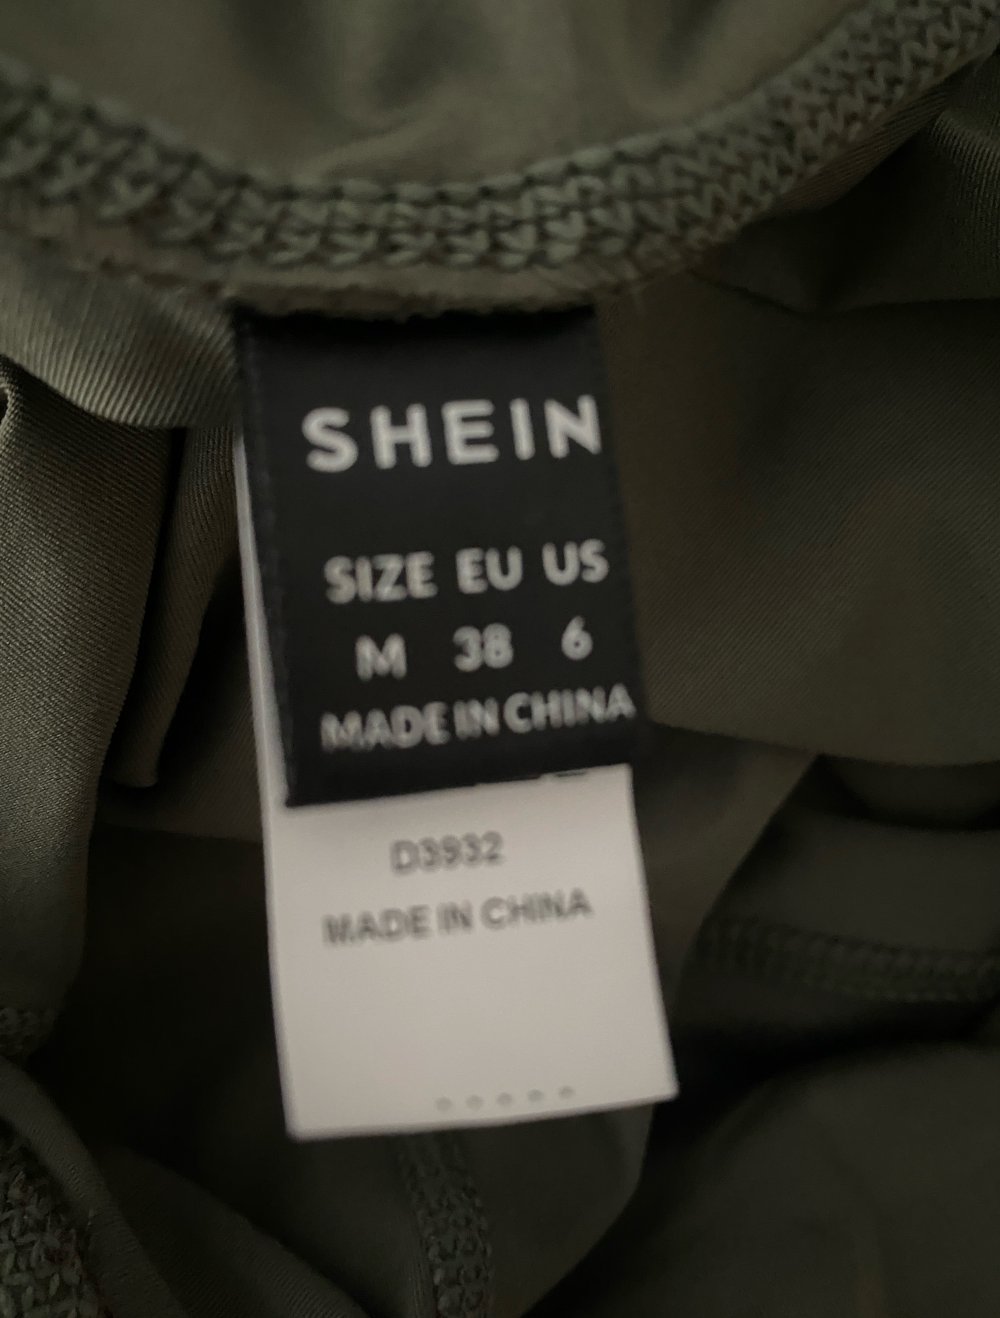 SHEIN
SIZE EU US
M 38 6
MADE IN CHINA
D3932
MADE IN CHINA